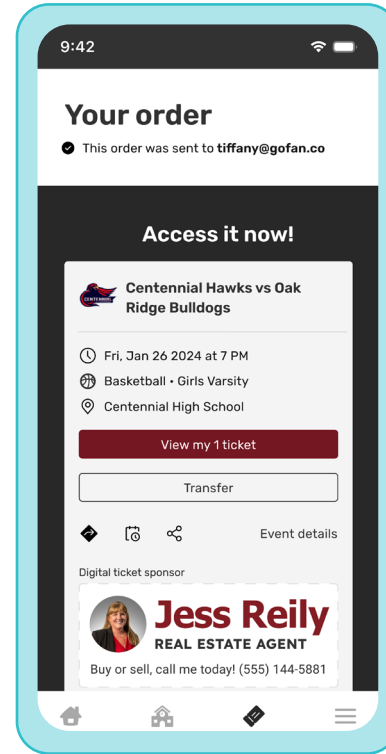 9:42
Your order
This order was sent to tiffany@gofan.co
Access it now!
CENTENNIAL
Centennial Hawks vs Oak
Ridge Bulldogs
Fri, Jan 26 2024 at 7 PM
Basketball • Girls Varsity
Centennial High School
View my 1 ticket
Transfer
Event details
Digital ticket sponsor
Jess Reily
REAL ESTATE AGENT
Buy or sell, call me today! (555) 144-5881